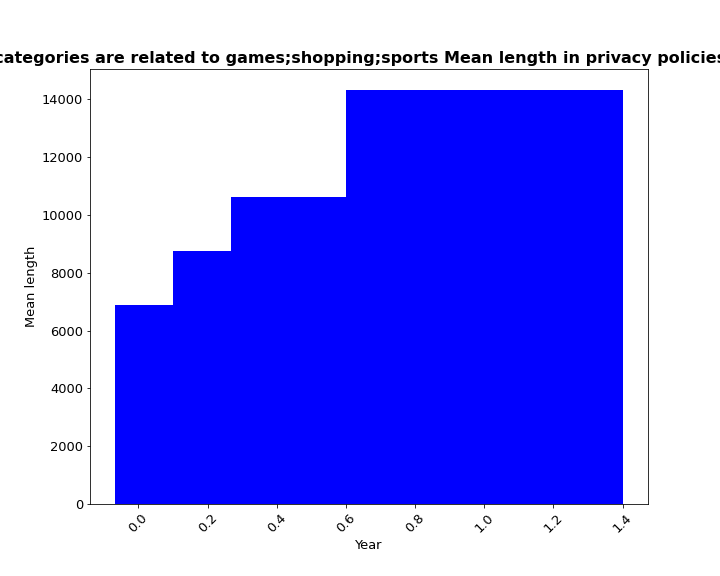 categories are related to games;shopping;sports Mean length in privacy policies
14000
12000
10000
8000
6000
4000
2000
0
Mean length
0.0 0.2 0.4 0.6 0.8 1.0 1.2 1.4
Year